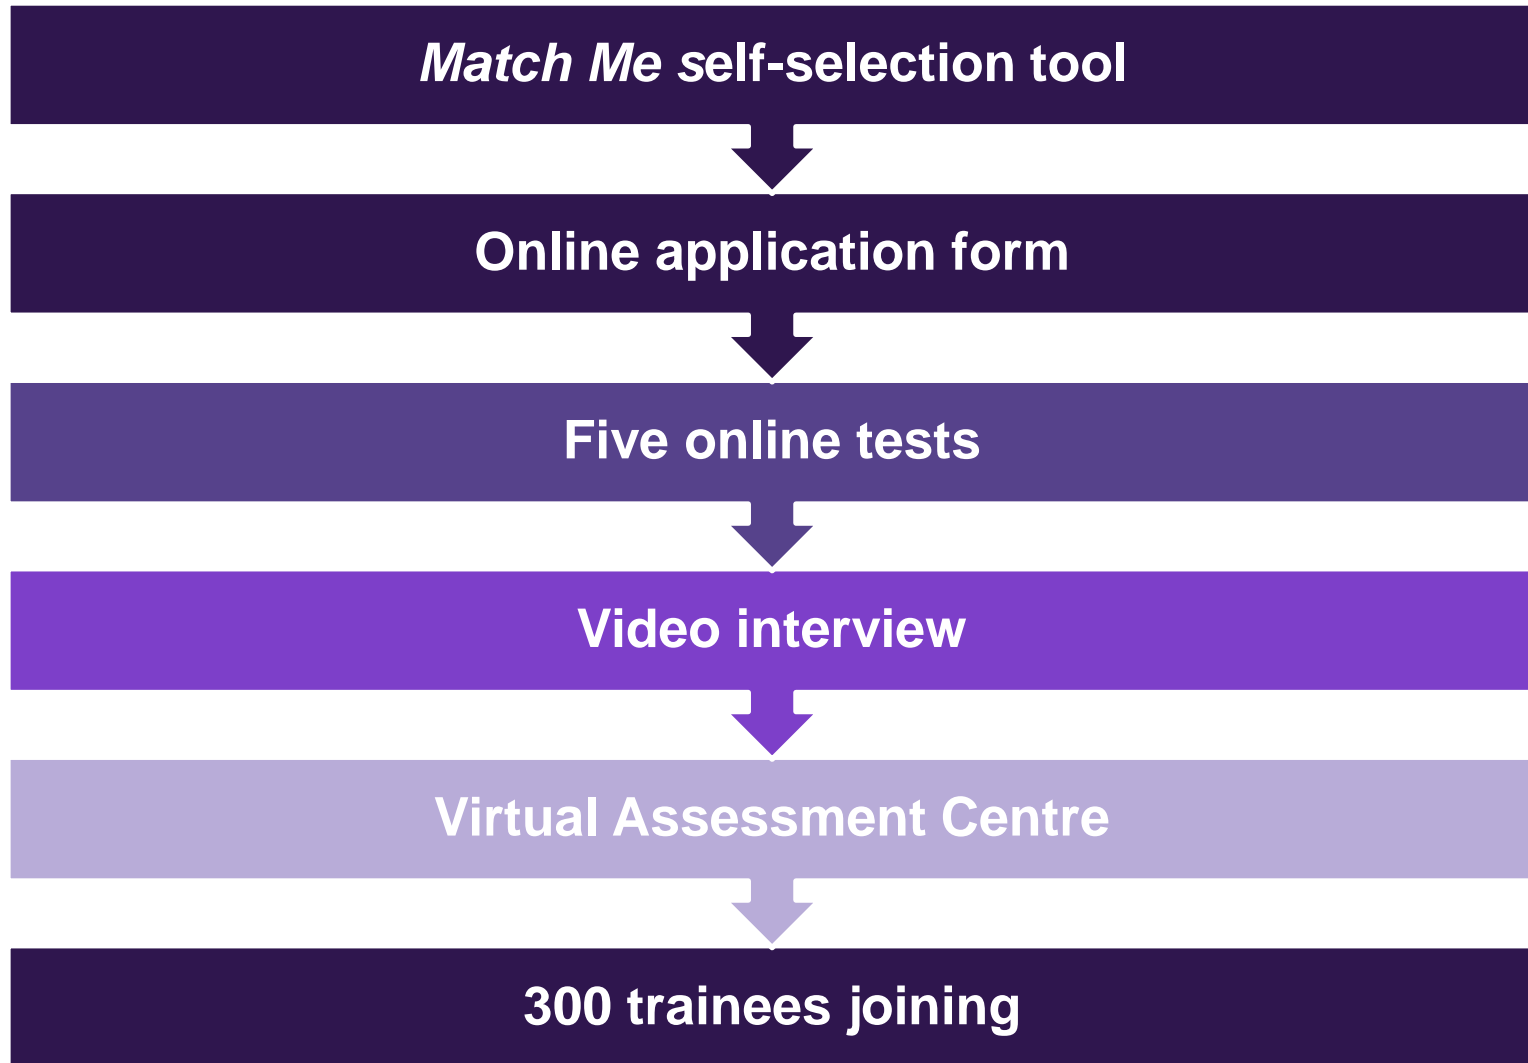 Match Me self-selection tool
Online application form
Five online tests
Video interview
Virtual Assessment Centre
300 trainees joining